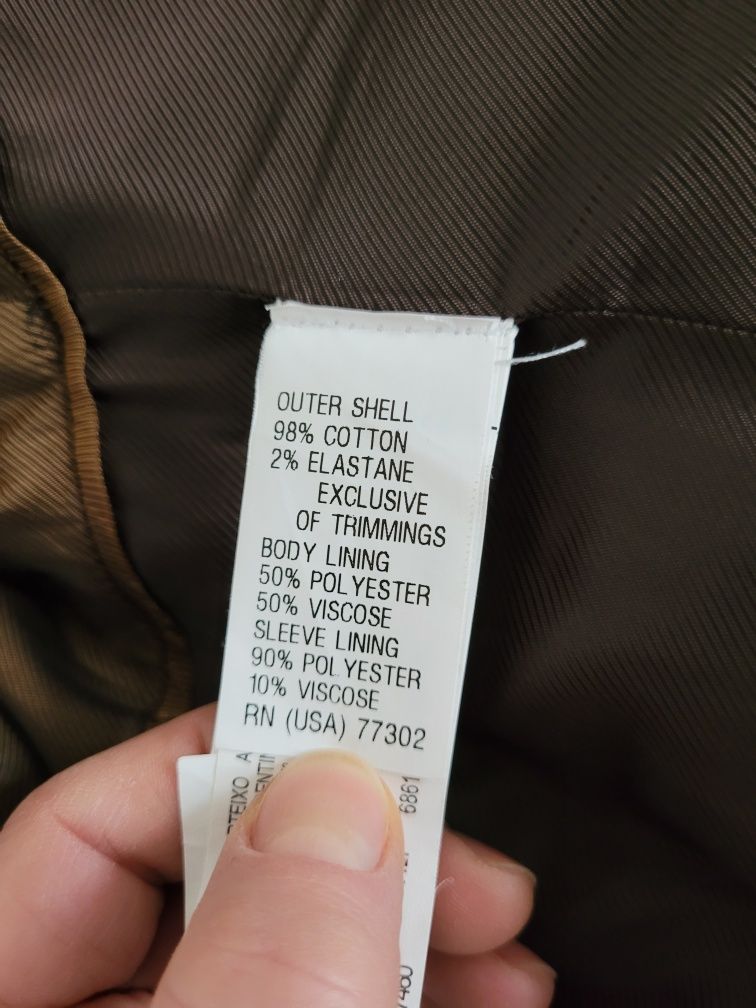 OUTER SHELL
98% COTTON
2% ELASTANE
EXCLUSIVE
OF TRIMMINGS
BODY LINING
50% POLYESTER
50% VISCOSE
SLEEVE LINING
90% POLYESTER
10% VISCOSE
RN (USA) 77302
6861